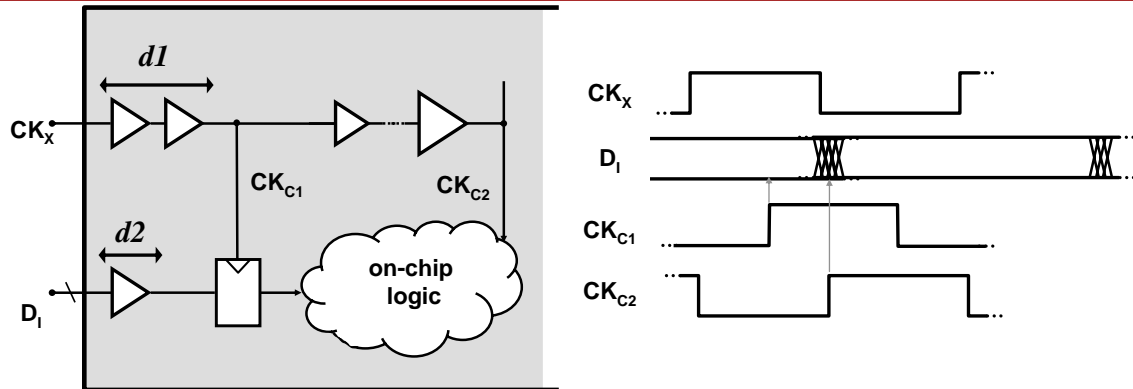 d1
CKX
CKC1
CKC2
d2
DI
on-chip
logic
CKX
DI
CKC1
CKC2